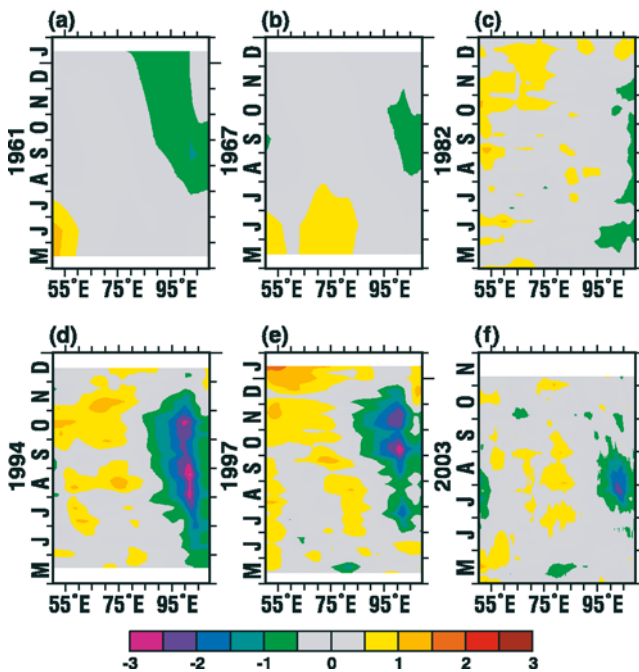 (a)
(b)
(c)
1961
M J J A S O N D J
1967
M J J A S O N D
1982
M J J A S O N D
55°E 75°E 95°E
55°E 75°E 95°E
55°E 75°E 95°E
(d)
(e)
(f)
1994
M J J A S O N D
1997
M J J A S O N D J
2003
M J J A S O N
55°E 75°E 95°E
55°E 75°E 95°E
55°E 75°E 95°E
-3 -2 -1 0 1 2 3